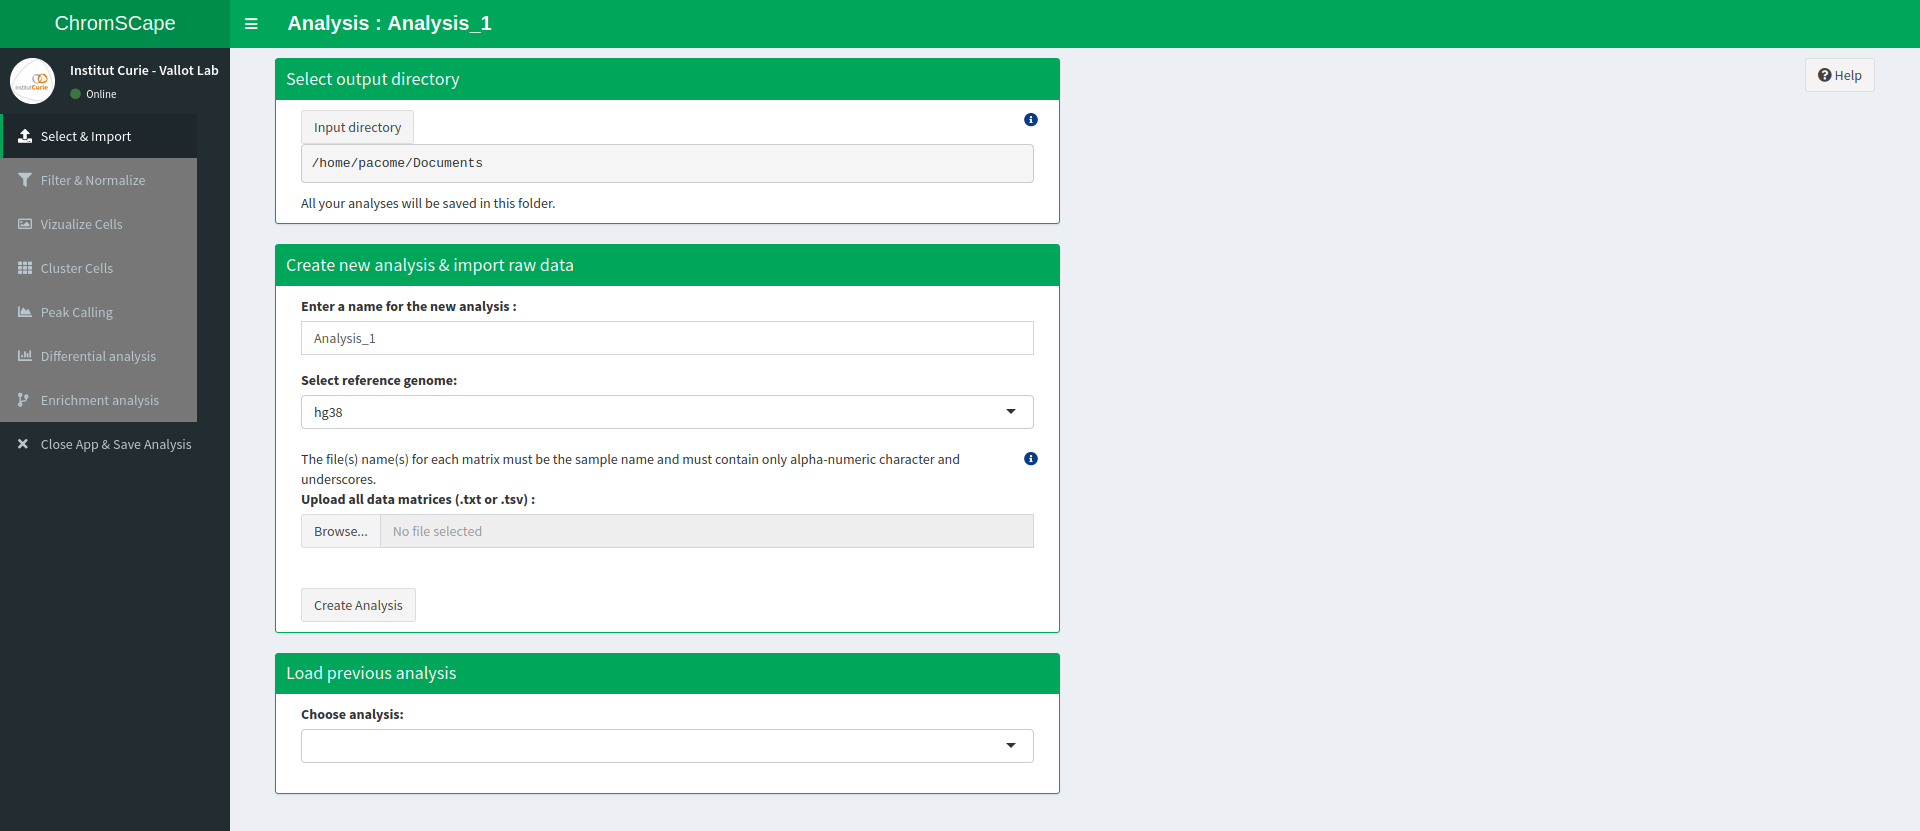 ChromSCape
Analysis : Analysis_1
Institut Curie - Vallot Lab
Online
institutCurie
Select & Import
Filter & Normalize
Vizualize Cells
Cluster Cells
Peak Calling
Differential analysis
Enrichment analysis
Close App & Save Analysis
Help
Select output directory
Input directory
/home/pacome/Documents
All your analyses will be saved in this folder.
Create new analysis & import raw data
Enter a name for the new analysis :
Analysis_1
Select reference genome:
hg38
The file(s) name(s) for each matrix must be the sample name and must contain only alpha-numeric character and
underscores.
Upload all data matrices (.txt or .tsv) :
Browse... No file selected
Create Analysis
Load previous analysis
Choose analysis: